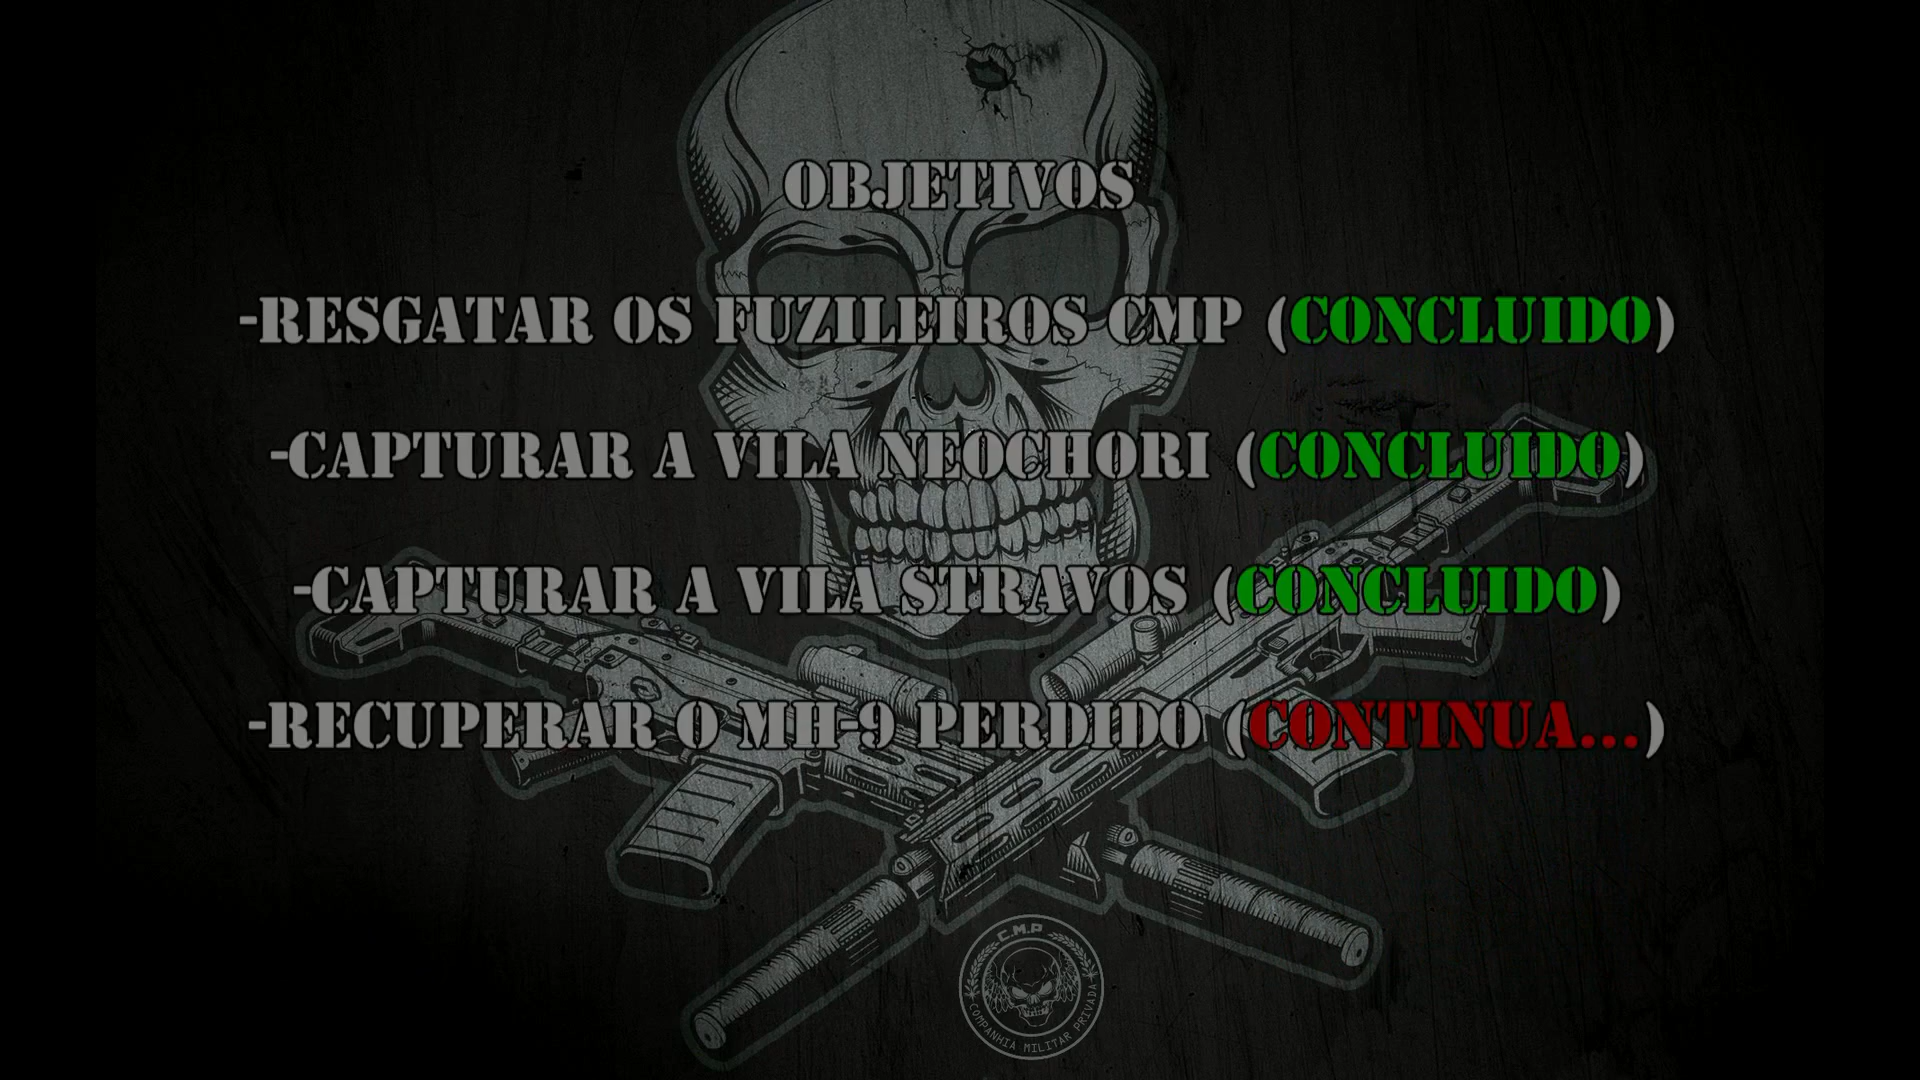 OBJETIVOS
-RESGATAR OS FUZILEIROS CMP (CONCLUIDO)
-CAPTURAR A VILA NEOCHORI (CONCLUIDO)
-CAPTURAR A VILA STRAVOS (CONCLUIDO)
-RECUPERAR O MH-9 PERDIDO (CONTINUA...)
C.M.P
COMPANHIA MILITAR PRIVADA